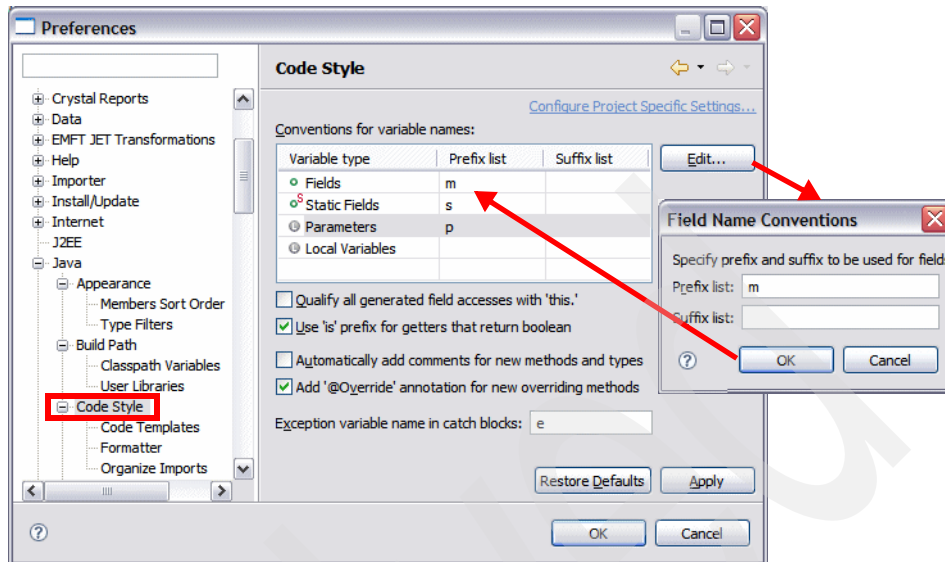 Preferences
Crystal Reports
Data
EMFT JET Transformations
Help
Importer
Install/Update
Internet
J2EE
Java
Appearance
Members Sort Order
Type Filters
Build Path
Classpath Variables
User Libraries
Code Style
Code Templates
Formatter
Organize Imports
Code Style
Configure Project Specific Settings...
Conventions for variable names:
Variable type Prefix list Suffix list
Fields m
S Static Fields s
Parameters p
Local Variables
Edit...
Qualify all generated field accesses with 'this.'
Use 'is' prefix for getters that return boolean
Automatically add comments for new methods and types
Add '@Override' annotation for new overriding methods
Exception variable name in catch blocks: e
Restore Defaults Apply
? OK Cancel
Field Name Conventions
Specify prefix and suffix to be used for fields
Prefix list: m
Suffix list:
? OK Cancel